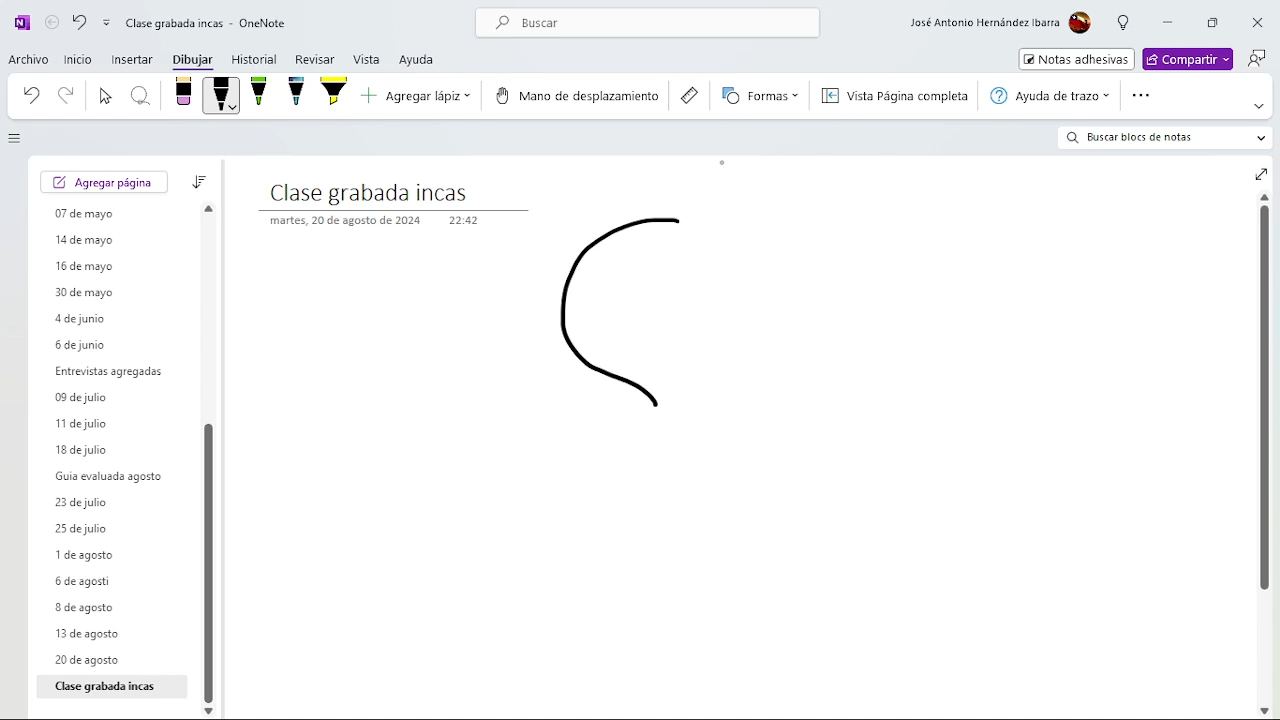 Clase grabada incas - OneNote
Buscar
José Antonio Hernández Ibarra
Archivo
Inicio
Insertar
Dibujar
Historial
Revisar
Vista
Ayuda
Notas adhesivas
Compartir
Agregar lápiz
Mano de desplazamiento
Formas
Vista Página completa
Ayuda de trazo
Buscar blocs de notas
Agregar página
07 de mayo
14 de mayo
16 de mayo
30 de mayo
4 de junio
6 de junio
Entrevistas agregadas
09 de julio
11 de julio
18 de julio
Guia evaluada agosto
23 de julio
25 de julio
1 de agosto
6 de agosti
8 de agosto
13 de agosto
20 de agosto
Clase grabada incas
Clase grabada incas
martes, 20 de agosto de 2024 22:42